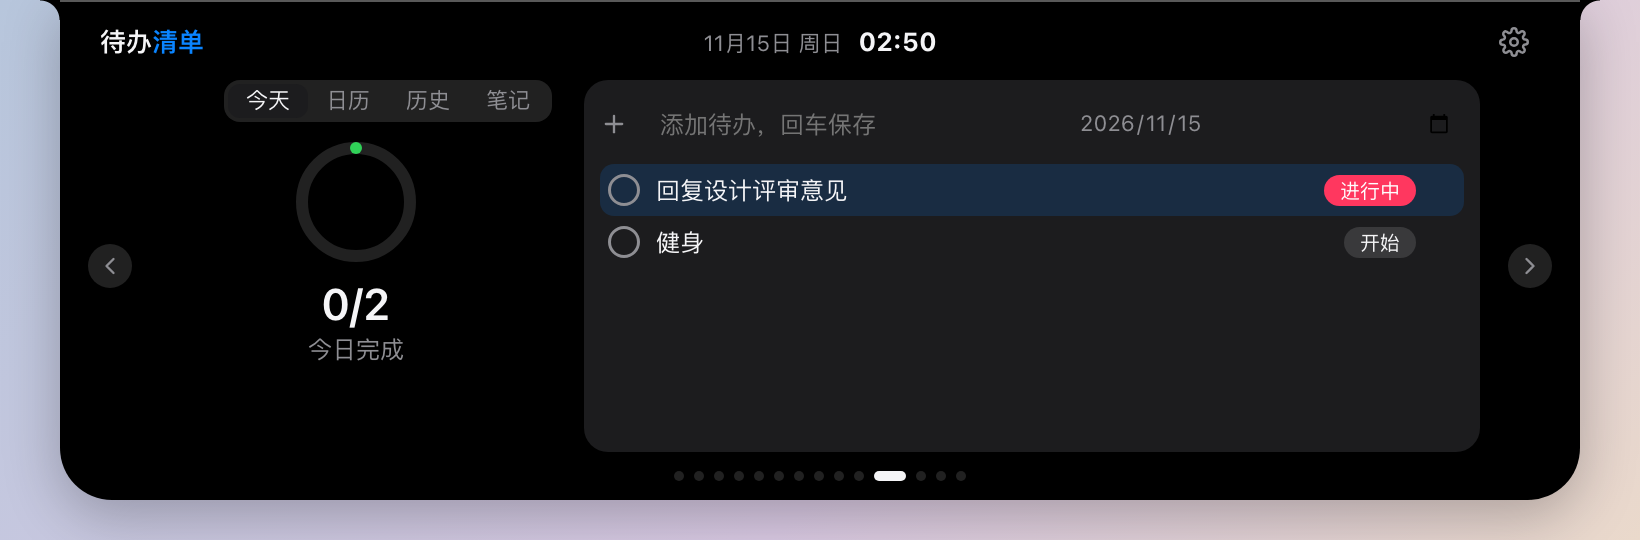 待办清单
11月15日 周日 02:50
今天 日历 历史 笔记
0/2
今日完成
添加待办，回车保存 2026/11/15
回复设计评审意见 进行中
健身 开始